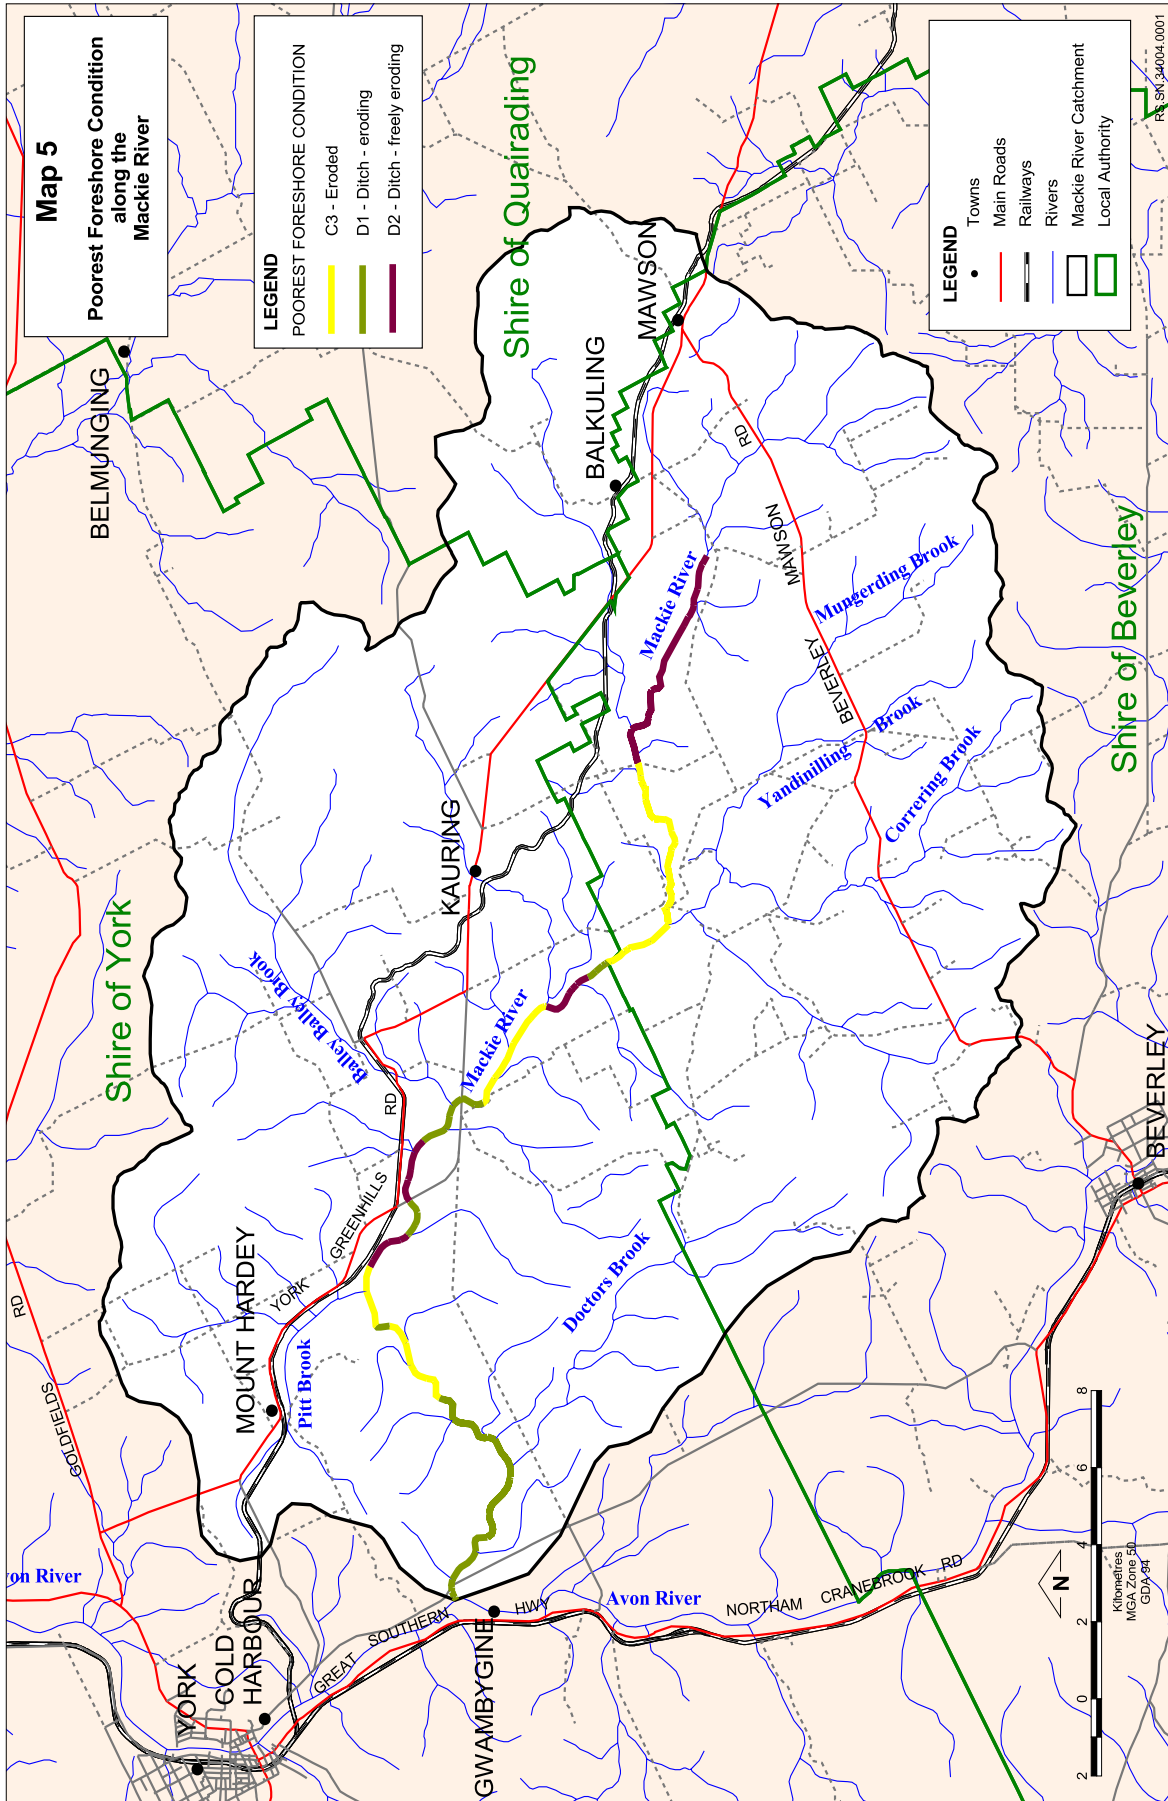 Map 5
Poorest Foreshore Condition
along the
Mackie River
LEGEND
POOREST FORESHORE CONDITION
C3 - Eroded
D1 - Ditch - eroding
D2 - Ditch - freely eroding
LEGEND
Towns
Main Roads
Railways
Rivers
Mackie River Catchment
Local Authority
RS.SN.34004.0001
BELMUNGING
Shire of Quairading
MAWSON
BALKULING
Mackie River
MAWSON
RD
BEVERLEY
Mungerding Brook
Yandinilling Brook
Correring Brook
Shire of Beverley
Shire of York
KAURING
Balley Balley Brook
Mackie River
RD
GREENHILLS
YORK
MOUNT HARDEY
Pitt Brook
Doctors Brook
RD
GOLDFIELDS
von River
YORK
COLD
HARBOUR
GREAT
SOUTHERN
HWY
GWAMBYGINE
Avon River
NORTHAM
CRANEBROOK
RD
BEVERLEY
N
2 0 2 4 6 8
Kilometres
MGA Zone 50
GDA 94